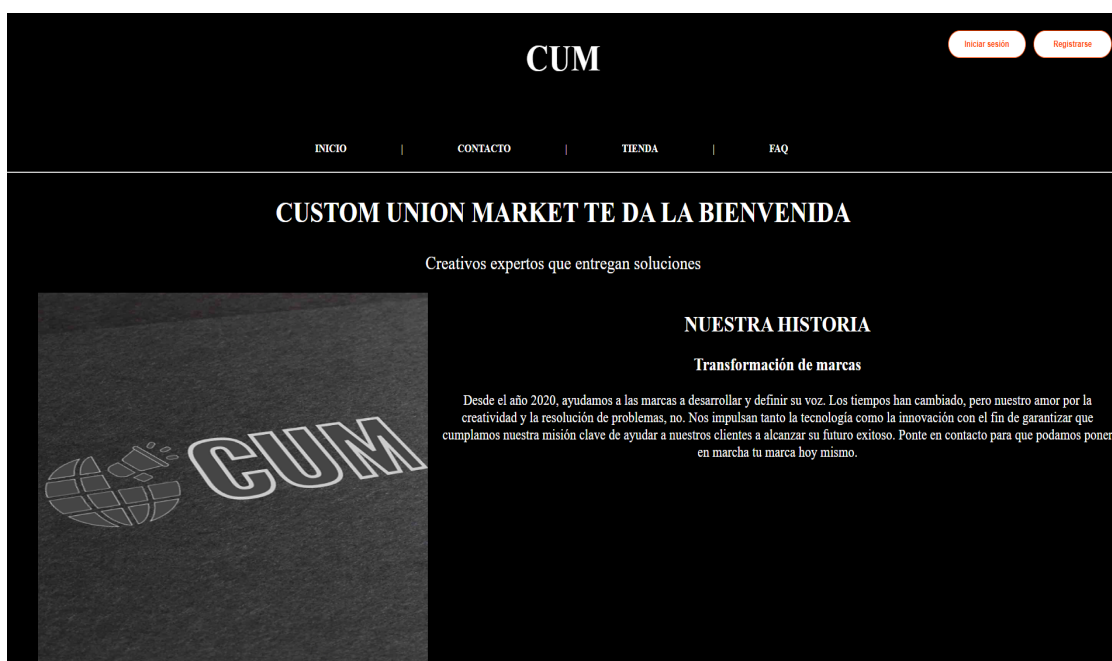 CUM
Iniciar sesión
Registrarse
INICIO | CONTACTO | TIENDA | FAQ
CUSTOM UNION MARKET TE DA LA BIENVENIDA
Creativos expertos que entregan soluciones
CUM
NUESTRA HISTORIA
Transformación de marcas
Desde el año 2020, ayudamos a las marcas a desarrollar y definir su voz. Los tiempos han cambiado, pero nuestro amor por la
creatividad y la resolución de problemas, no. Nos impulsan tanto la tecnología como la innovación con el fin de garantizar que
cumplamos nuestra misión clave de ayudar a nuestros clientes a alcanzar su futuro exitoso. Ponte en contacto para que podamos poner
en marcha tu marca hoy mismo.